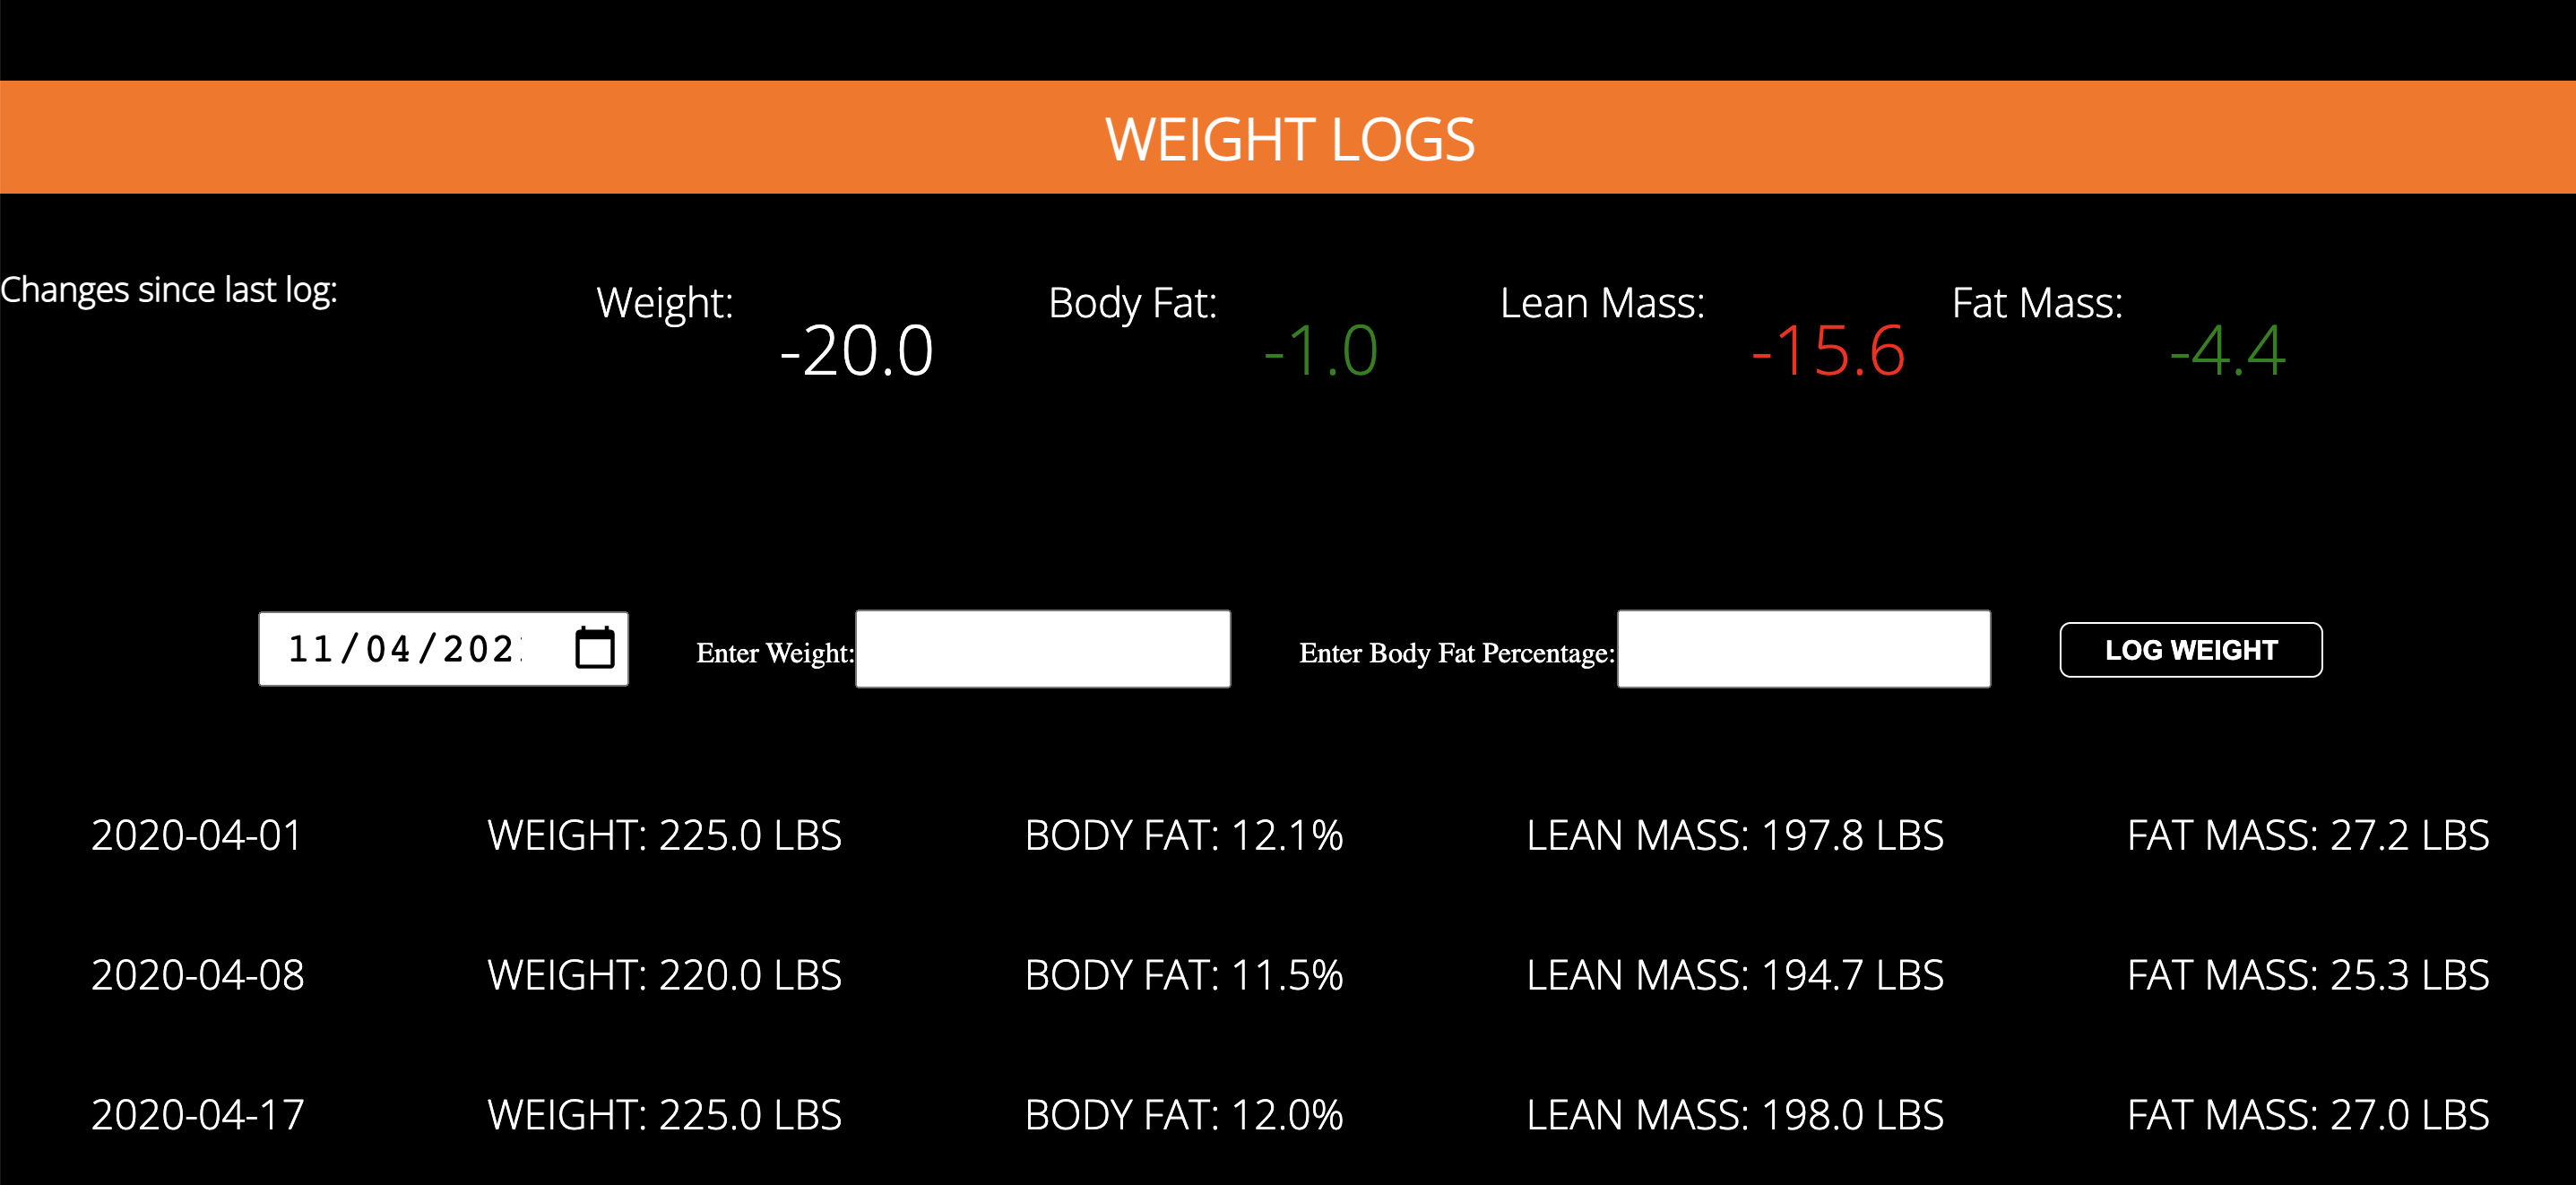 WEIGHT LOGS
Changes since last log:
Weight:
-20.0
Body Fat:
-1.0
Lean Mass:
-15.6
Fat Mass:
-4.4
11/04/202
Enter Weight:
Enter Body Fat Percentage:
LOG WEIGHT
2020-04-01 WEIGHT: 225.0 LBS BODY FAT: 12.1% LEAN MASS: 197.8 LBS FAT MASS: 27.2 LBS
2020-04-08 WEIGHT: 220.0 LBS BODY FAT: 11.5% LEAN MASS: 194.7 LBS FAT MASS: 25.3 LBS
2020-04-17 WEIGHT: 225.0 LBS BODY FAT: 12.0% LEAN MASS: 198.0 LBS FAT MASS: 27.0 LBS